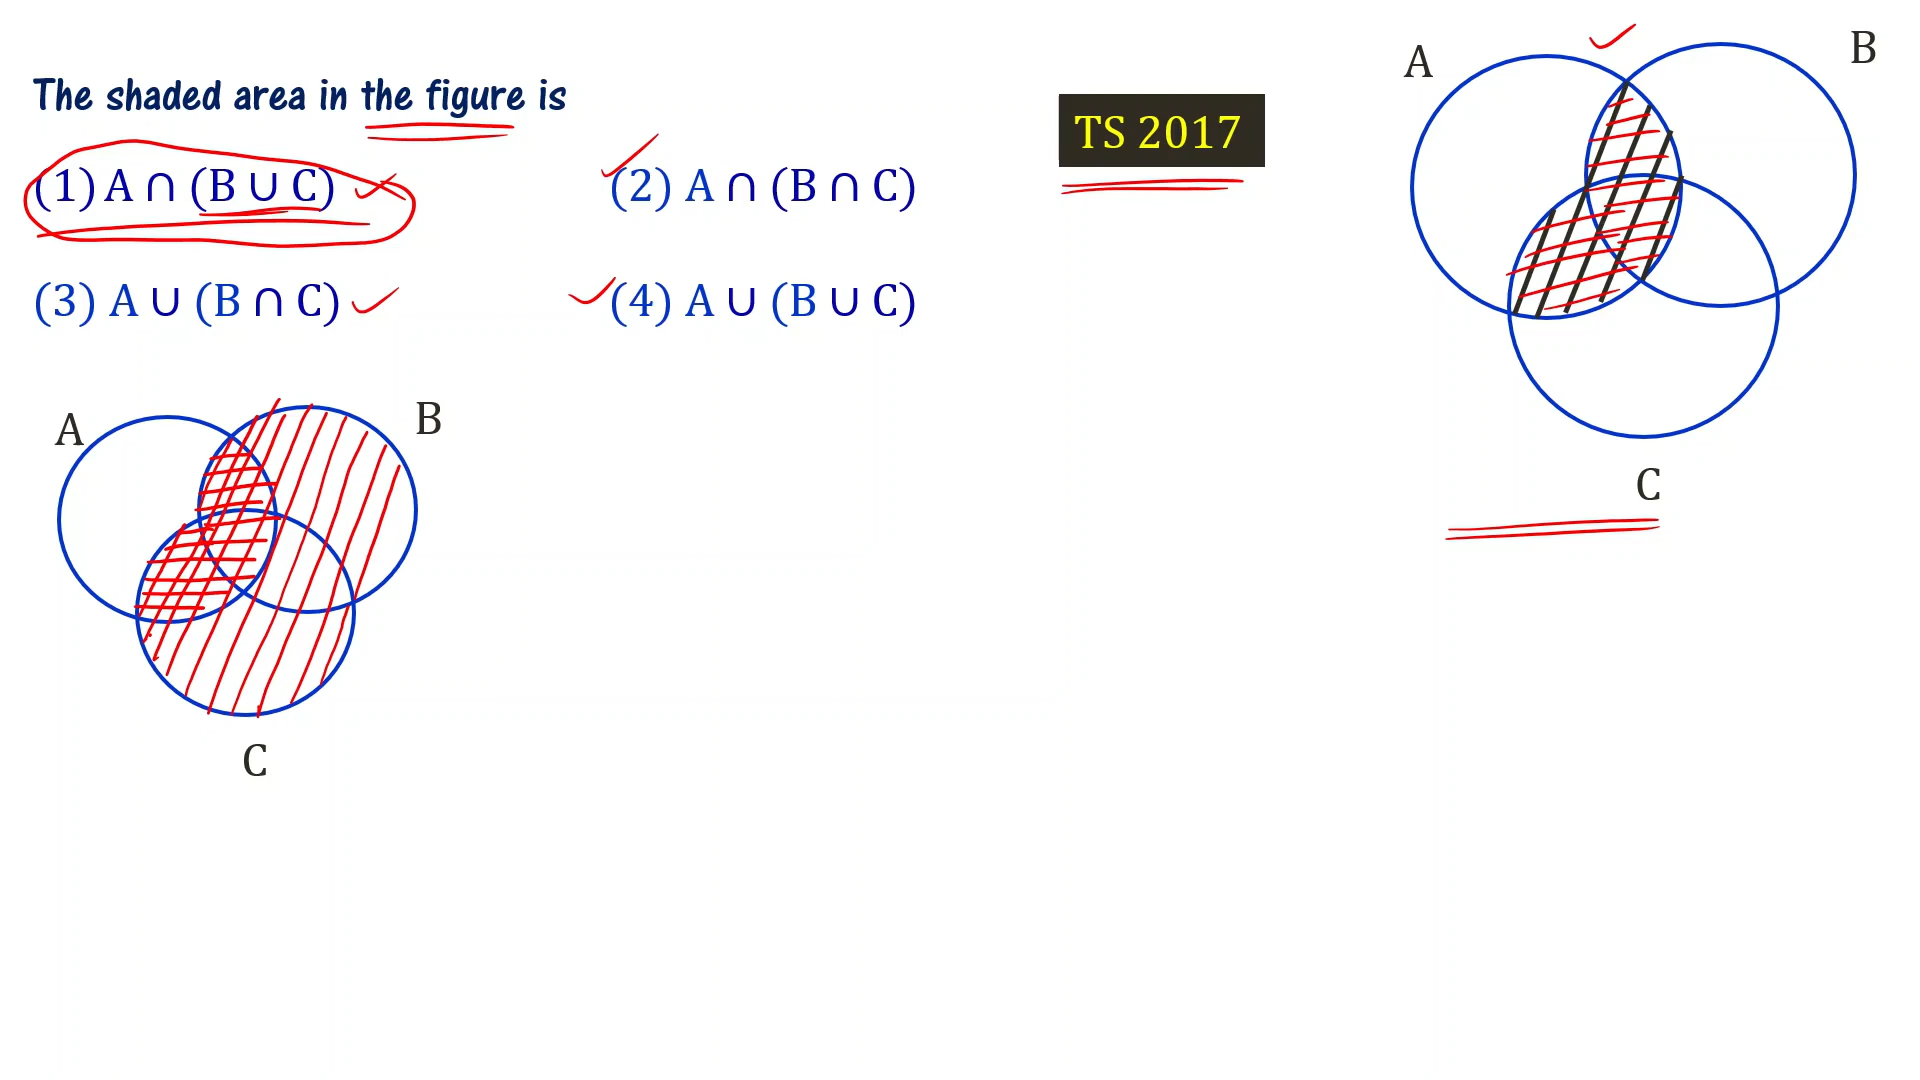 The shaded area in the figure is
(1) A ∩ (B ∪ C)
(2) A ∩ (B ∩ C)
(3) A ∪ (B ∩ C)
(4) A ∪ (B ∪ C)
TS 2017
A
B
C
A
B
C